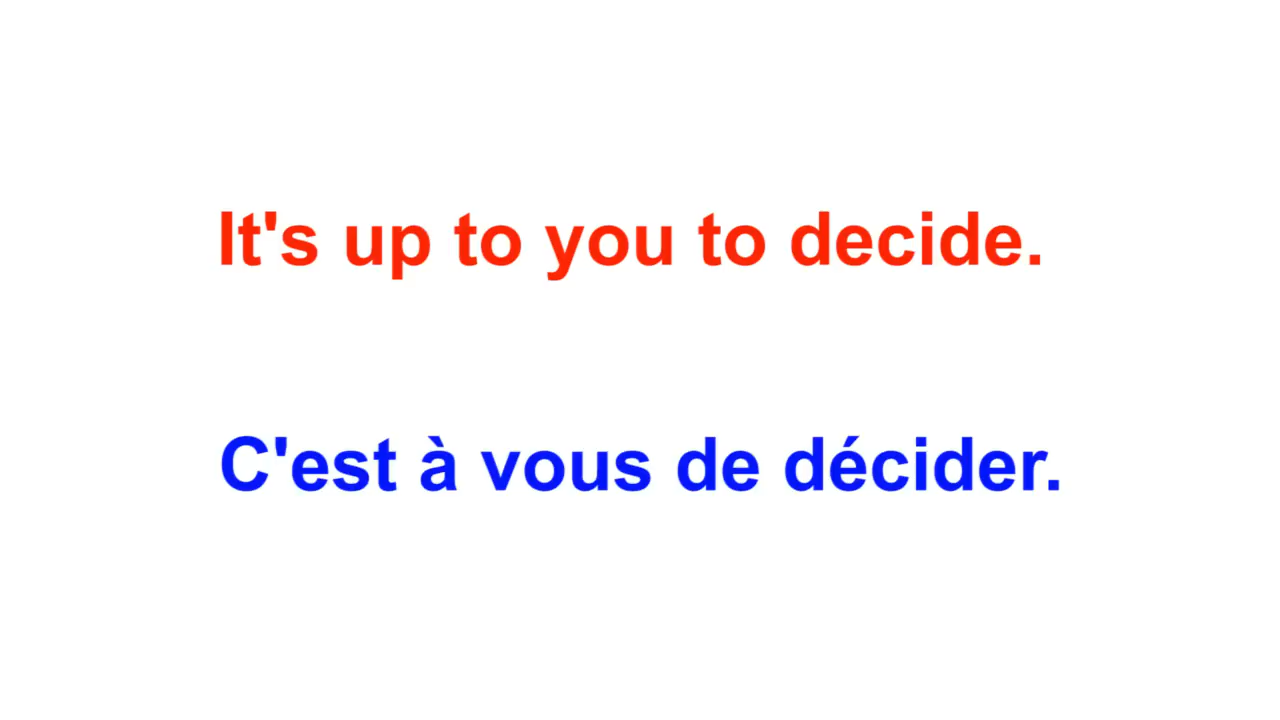 It's up to you to decide.
C'est à vous de décider.